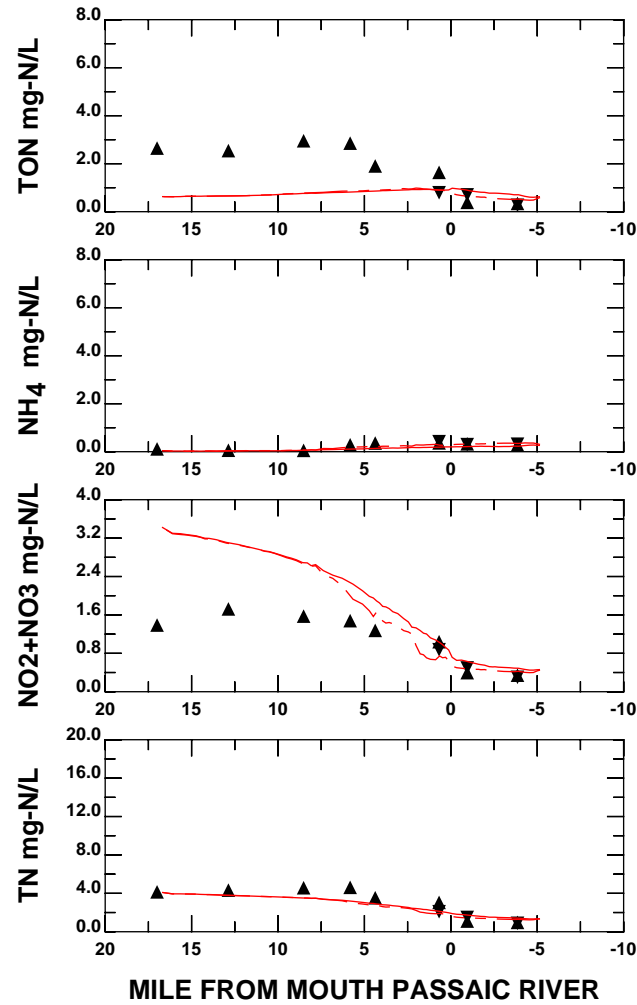 TON mg-N/L
8.0
6.0
4.0
2.0
0.0
20 15 10 5 0 -5 -10
NH4 mg-N/L
8.0
6.0
4.0
2.0
0.0
20 15 10 5 0 -5 -10
NO2+NO3 mg-N/L
4.0
3.2
2.4
1.6
0.8
0.0
20 15 10 5 0 -5 -10
TN mg-N/L
20.0
16.0
12.0
8.0
4.0
0.0
20 15 10 5 0 -5 -10
MILE FROM MOUTH PASSAIC RIVER